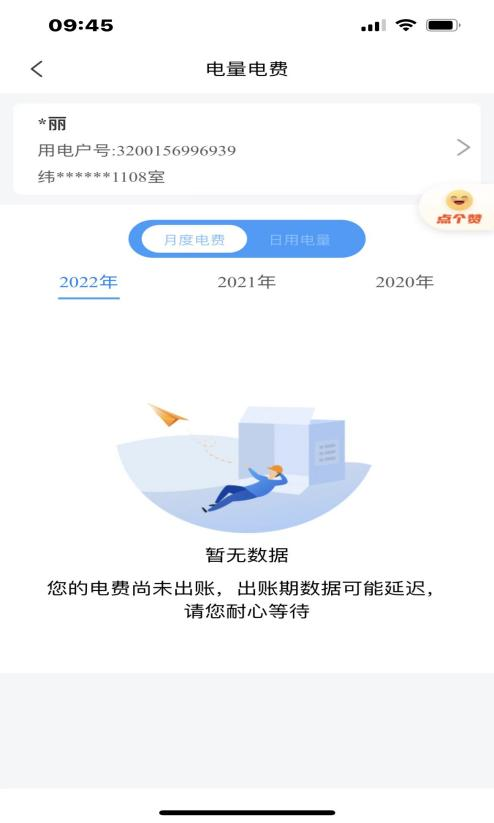 09:45
电量电费
*丽
用电户号:3200156996939
纬******1108室
点个赞
月度电费 日用电量
2022年 2021年 2020年
暂无数据
您的电费尚未出账，出账期数据可能延迟，
请您耐心等待